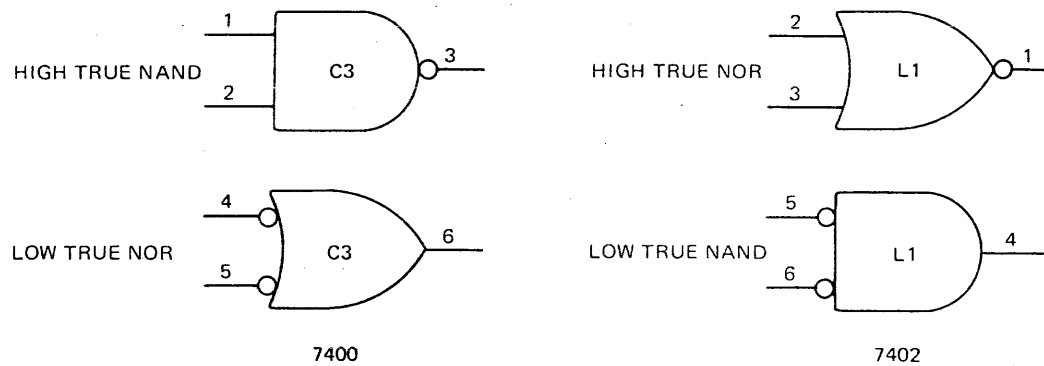 1
HIGH TRUE NAND
C3
3
2
2
HIGH TRUE NOR
L1
1
3
4
LOW TRUE NOR
C3
6
5
5
LOW TRUE NAND
L1
4
6
7400
7402